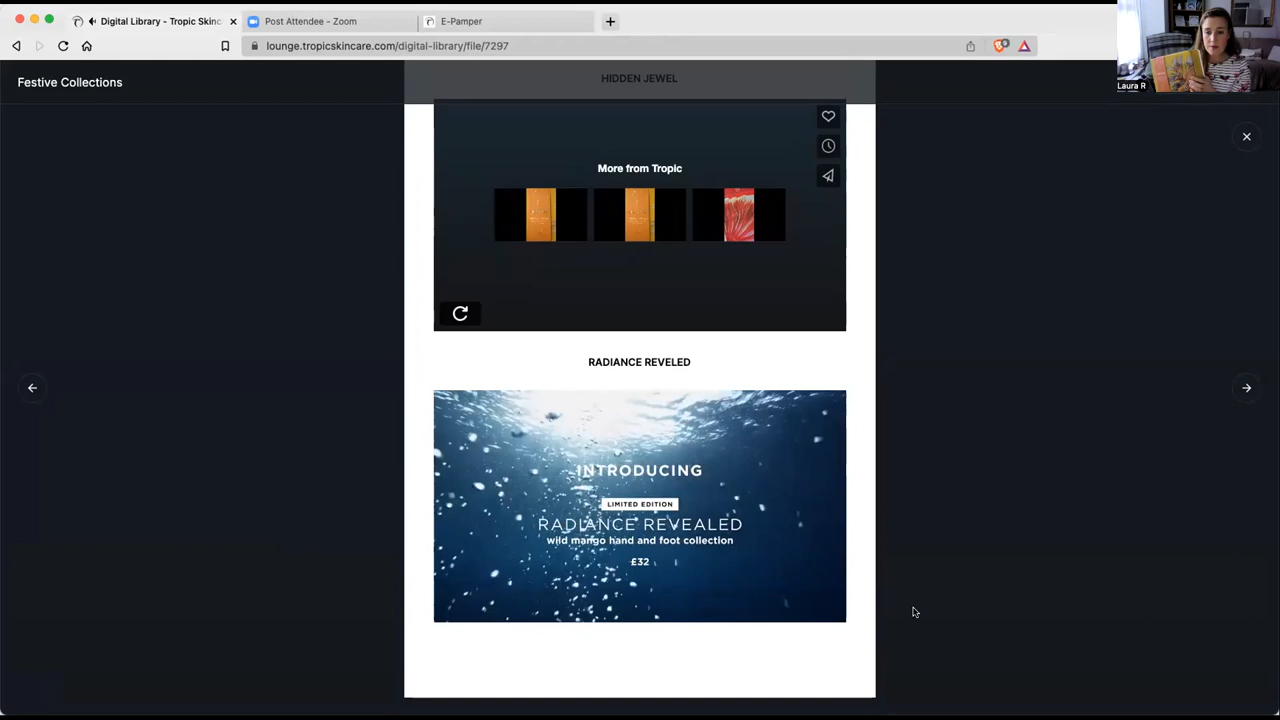 Digital Library - Tropic Skinc
Post Attendee - Zoom
E-Pamper
lounge.tropicskincare.com/digital-library/file/7297
Laura R
Festive Collections
HIDDEN JEWEL
More from Tropic
RADIANCE REVELED
INTRODUCING
LIMITED EDITION
RADIANCE REVEALED
wild mango hand and foot collection
£32